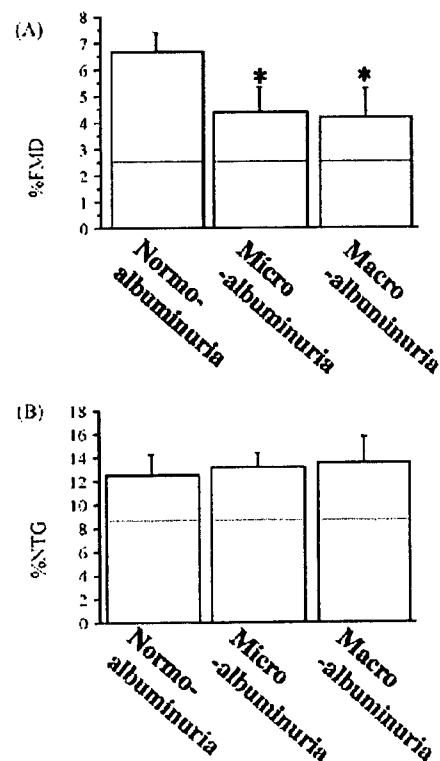 (A)
8
7
6
5
4
3
2
1
0
%FMD
* *
Normo-
albuminuria
Micro
-albuminuria
Macro
-albuminuria
(B)
18
16
14
12
10
8
6
4
2
0
%NTG
Normo-
albuminuria
Micro
-albuminuria
Macro
-albuminuria